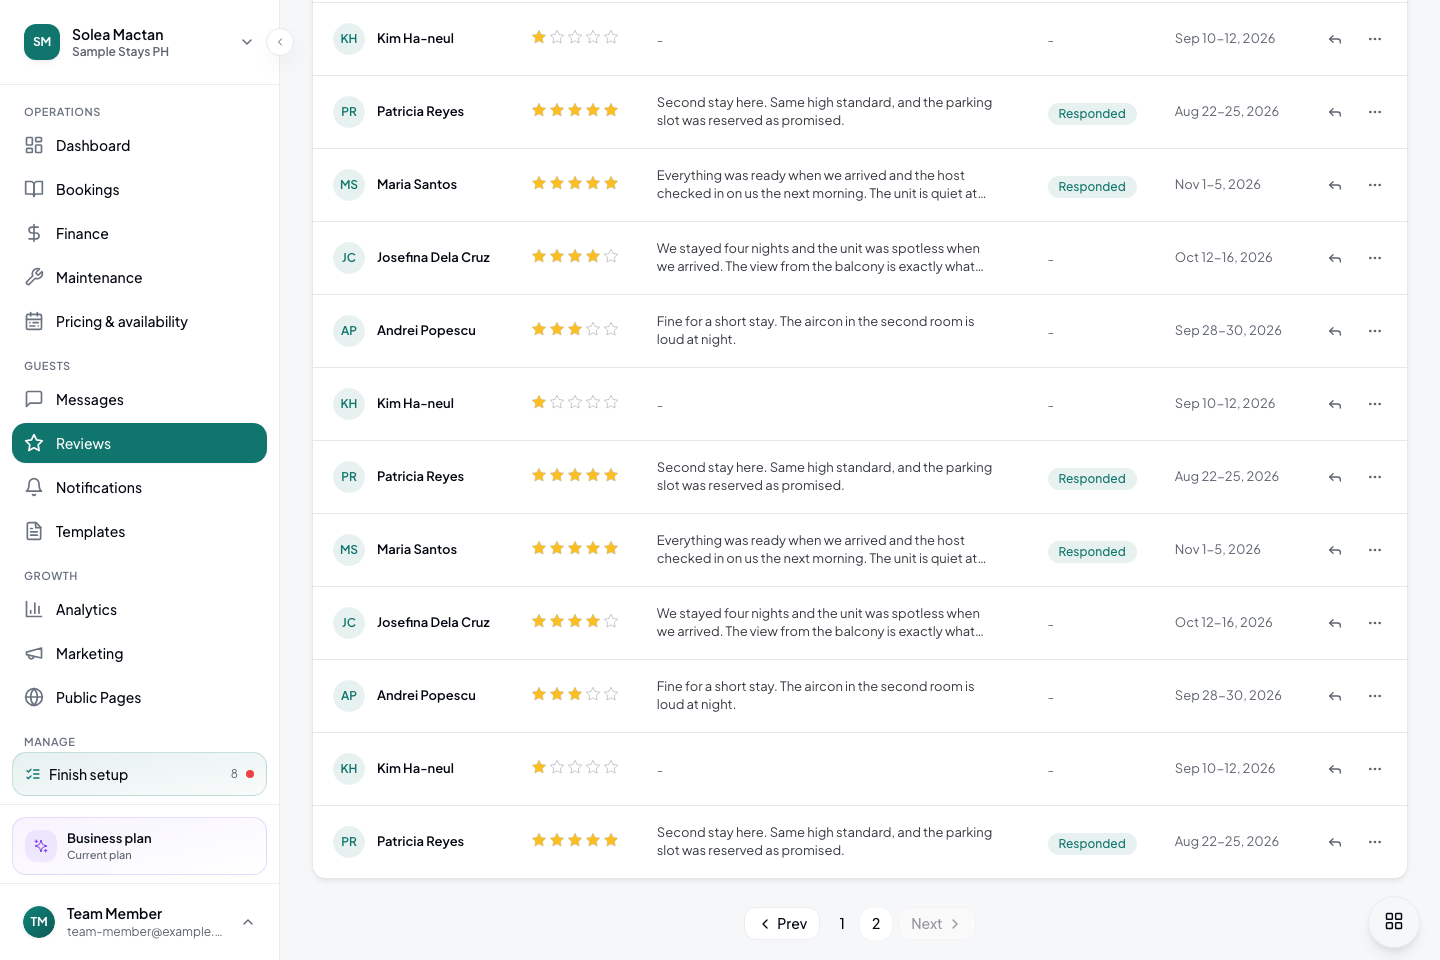 SM
Solea Mactan
Sample Stays PH
OPERATIONS
Dashboard
Bookings
Finance
Maintenance
Pricing & availability
GUESTS
Messages
Reviews
Notifications
Templates
GROWTH
Analytics
Marketing
Public Pages
MANAGE
Finish setup 8
Business plan
Current plan
TM
Team Member
team-member@example....
KH Kim Ha-neul - - Sep 10–12, 2026
PR Patricia Reyes Second stay here. Same high standard, and the parking
slot was reserved as promised. Responded Aug 22–25, 2026
MS Maria Santos Everything was ready when we arrived and the host
checked in on us the next morning. The unit is quiet at... Responded Nov 1–5, 2026
JC Josefina Dela Cruz We stayed four nights and the unit was spotless when
we arrived. The view from the balcony is exactly what... - Oct 12–16, 2026
AP Andrei Popescu Fine for a short stay. The aircon in the second room is
loud at night. - Sep 28–30, 2026
KH Kim Ha-neul - - Sep 10–12, 2026
PR Patricia Reyes Second stay here. Same high standard, and the parking
slot was reserved as promised. Responded Aug 22–25, 2026
MS Maria Santos Everything was ready when we arrived and the host
checked in on us the next morning. The unit is quiet at... Responded Nov 1–5, 2026
JC Josefina Dela Cruz We stayed four nights and the unit was spotless when
we arrived. The view from the balcony is exactly what... - Oct 12–16, 2026
AP Andrei Popescu Fine for a short stay. The aircon in the second room is
loud at night. - Sep 28–30, 2026
KH Kim Ha-neul - - Sep 10–12, 2026
PR Patricia Reyes Second stay here. Same high standard, and the parking
slot was reserved as promised. Responded Aug 22–25, 2026
Prev 1 2 Next